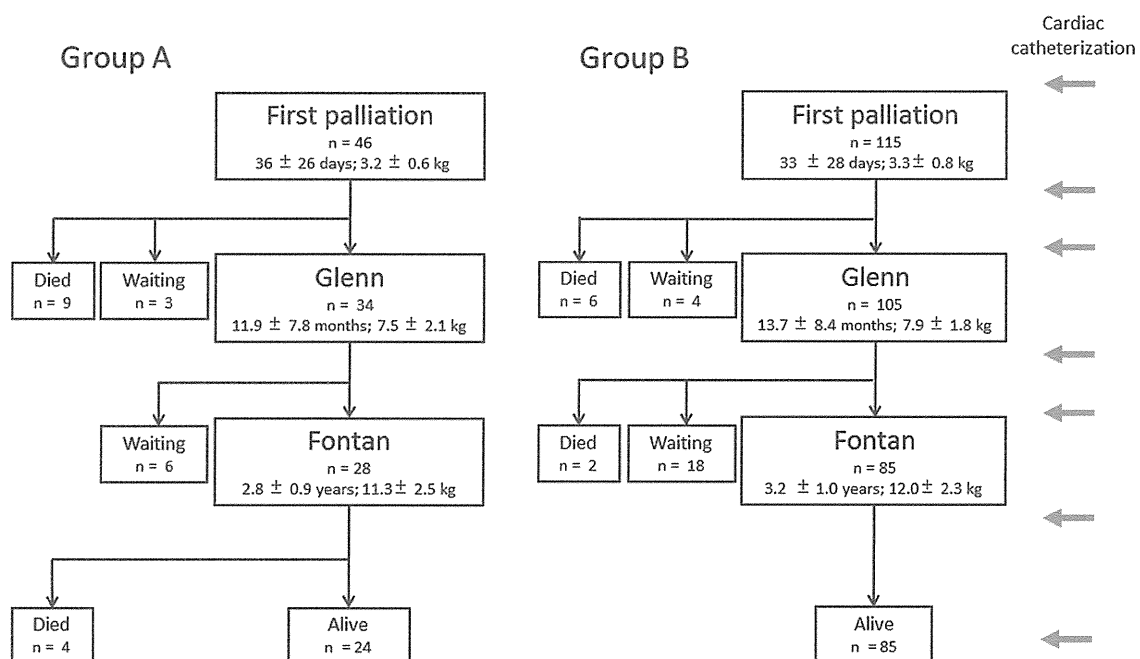 Cardiac
catheterization
Group A
Group B
First palliation
n = 46
36 ± 26 days; 3.2 ± 0.6 kg
First palliation
n = 115
33 ± 28 days; 3.3 ± 0.8 kg
Died
n = 9
Waiting
n = 3
Glenn
n = 34
11.9 ± 7.8 months; 7.5 ± 2.1 kg
Died
n = 6
Waiting
n = 4
Glenn
n = 105
13.7 ± 8.4 months; 7.9 ± 1.8 kg
Waiting
n = 6
Fontan
n = 28
2.8 ± 0.9 years; 11.3 ± 2.5 kg
Died
n = 2
Waiting
n = 18
Fontan
n = 85
3.2 ± 1.0 years; 12.0 ± 2.3 kg
Died
n = 4
Alive
n = 24
Alive
n = 85